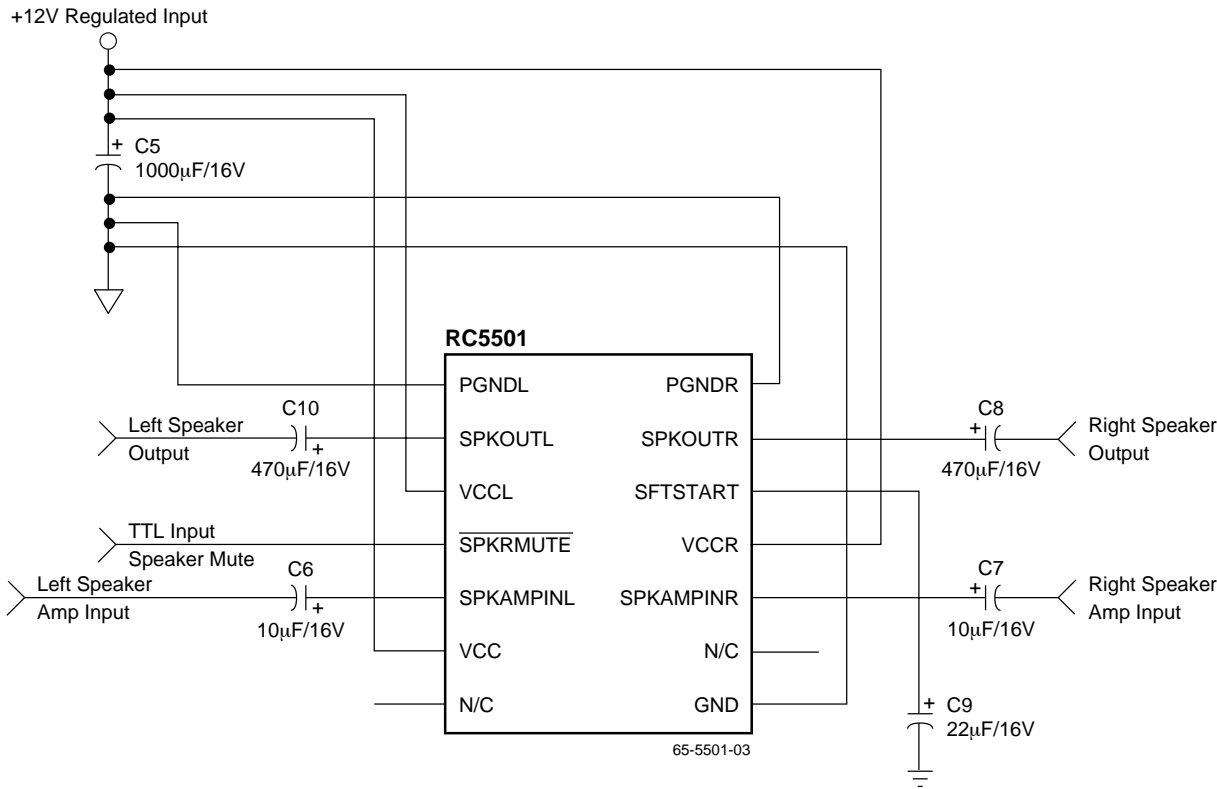 +12V Regulated Input
+ C5
1000μF/16V
RC5501
PGNDL PGNDR
C10
Left Speaker
Output
+
470μF/16V
SPKOUTL SPKOUTR
C8
+
470μF/16V
Right Speaker
Output
VCCL SFTSTART
TTL Input
Speaker Mute
SPKRMUTE VCCR
Left Speaker
Amp Input
C6
+
10μF/16V
SPKAMPINL SPKAMPINR
C7
+
10μF/16V
Right Speaker
Amp Input
VCC N/C
N/C GND
+ C9
22μF/16V
65-5501-03